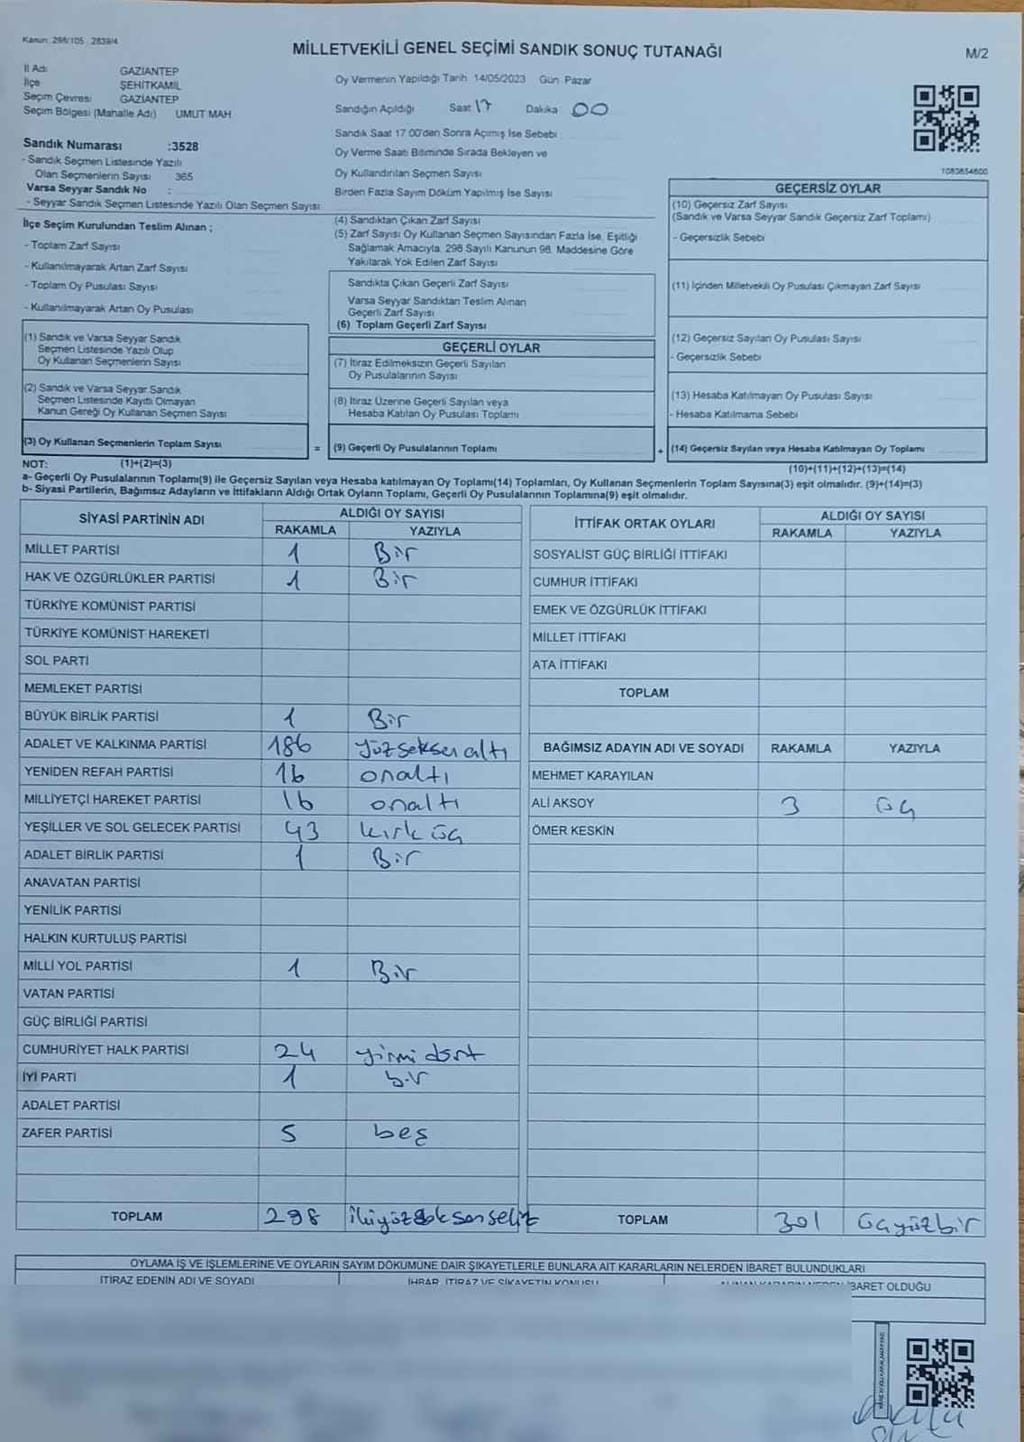 Kanun: 298/105 2839/4
MİLLETVEKİLİ GENEL SEÇİMİ SANDIK SONUÇ TUTANAĞI
M/2
İl Adı GAZİANTEP
İlçe ŞEHİTKAMİL
Seçim Çevresi GAZİANTEP
Seçim Bölgesi (Mahalle Adı) UMUT MAH
Sandık Numarası :3528
- Sandık Seçmen Listesinde Yazılı
Olan Seçmenlerin Sayısı 365
Varsa Seyyar Sandık No :
- Seyyar Sandık Seçmen Listesinde Yazılı Olan Seçmen Sayısı
İlçe Seçim Kurulundan Teslim Alınan ;
- Toplam Zarf Sayısı
- Kullanılmayarak Artan Zarf Sayısı
- Toplam Oy Pusulası Sayısı
- Kullanılmayarak Artan Oy Pusulası
(1) Sandık ve Varsa Seyyar Sandık
Seçmen Listesinde Yazılı Olup
Oy Kullanan Seçmenlerin Sayısı
(2) Sandık ve Varsa Seyyar Sandık
Seçmen Listesinde Kayıtlı Olmayan
Kanun Gereği Oy Kullanan Seçmen Sayısı
(3) Oy Kullanan Seçmenlerin Toplam Sayısı
(1)+(2)=(3)
Oy Vermenin Yapıldığı Tarih 14/05/2023 Gün Pazar
Sandığın Açıldığı Saat 17 Dakika 00
Sandık Saat 17:00'den Sonra Açımış İse Sebebi
Oy Verme Saati Bitiminde Sırada Bekleyen ve
Oy Kullandırılan Seçmen Sayısı
Birden Fazla Sayım Döküm Yapılmış İse Sayısı
(4) Sandıktan Çıkan Zarf Sayısı
(5) Zarf Sayısı Oy Kullanan Seçmen Sayısından Fazla İse, Eşitliği
Sağlamak Amacıyla, 298 Sayılı Kanunun 98. Maddesine Göre
Yakılarak Yok Edilen Zarf Sayısı
Sandıkta Çıkan Geçerli Zarf Sayısı
Varsa Seyyar Sandıktan Teslim Alınan
Geçerli Zarf Sayısı
(6) Toplam Geçerli Zarf Sayısı
GEÇERLİ OYLAR
(7) İtiraz Edilmeksizin Geçerli Sayılan
Oy Pusulalarının Sayısı
(8) İtiraz Üzerine Geçerli Sayılan veya
Hesaba Katılan Oy Pusulası Toplamı
= (9) Geçerli Oy Pusulalarının Toplamı +
1083854600
GEÇERSİZ OYLAR
(10) Geçersiz Zarf Sayısı
(Sandık ve Varsa Seyyar Sandık Geçersiz Zarf Toplamı)
- Geçersizlik Sebebi
(11) İçinden Milletvekili Oy Pusulası Çıkmayan Zarf Sayısı
(12) Geçersiz Sayılan Oy Pusulası Sayısı
- Geçersizlik Sebebi
(13) Hesaba Katılmayan Oy Pusulası Sayısı
- Hesaba Katılmama Sebebi
(14) Geçersiz Sayılan veya Hesaba Katılmayan Oy Toplamı
(10)+(11)+(12)+(13)=(14)
NOT:
a- Geçerli Oy Pusulalarının Toplamı(9) ile Geçersiz Sayılan veya Hesaba katılmayan Oy Toplamı(14) Toplamları, Oy Kullanan Seçmenlerin Toplam Sayısına(3) eşit olmalıdır. (9)+(14)=(3)
b- Siyasi Partilerin, Bağımsız Adayların ve İttifakların Aldığı Ortak Oyların Toplamı, Geçerli Oy Pusulalarının Toplamına(9) eşit olmalıdır.
SİYASİ PARTİNİN ADI ALDIĞI OY SAYISI
RAKAMLA YAZIYLA
MİLLET PARTİSİ 1 Bir
HAK VE ÖZGÜRLÜKLER PARTİSİ 1 Bir
TÜRKİYE KOMÜNİST PARTİSİ
TÜRKİYE KOMÜNİST HAREKETİ
SOL PARTİ
MEMLEKET PARTİSİ
BÜYÜK BİRLİK PARTİSİ 1 Bir
ADALET VE KALKINMA PARTİSİ 186 yüzseksenaltı
YENİDEN REFAH PARTİSİ 16 onaltı
MİLLİYETÇİ HAREKET PARTİSİ 16 onaltı
YEŞİLLER VE SOL GELECEK PARTİSİ 43 kırk üç
ADALET BİRLİK PARTİSİ 1 Bir
ANAVATAN PARTİSİ
YENİLİK PARTİSİ
HALKIN KURTULUŞ PARTİSİ
MİLLİ YOL PARTİSİ 1 Bir
VATAN PARTİSİ
GÜÇ BİRLİĞİ PARTİSİ
CUMHURİYET HALK PARTİSİ 24 yirmi dört
İYİ PARTİ 1 bir
ADALET PARTİSİ
ZAFER PARTİSİ 5 beş
TOPLAM 298
İTTİFAK ORTAK OYLARI ALDIĞI OY SAYISI
RAKAMLA YAZIYLA
SOSYALİST GÜÇ BİRLİĞİ İTTİFAKI
CUMHUR İTTİFAKI
EMEK VE ÖZGÜRLÜK İTTİFAKI
MİLLET İTTİFAKI
ATA İTTİFAKI
TOPLAM
BAĞIMSIZ ADAYIN ADI VE SOYADI RAKAMLA YAZIYLA
MEHMET KARAYILAN
ALİ AKSOY 3 üç
ÖMER KESKİN
TOPLAM 301 üçyüzbir
OYLAMA İŞ VE İŞLEMLERİNE VE OYLARIN SAYIM DÖKÜMÜNE DAİR ŞİKAYETLERLE BUNLARA AİT KARARLARIN NELERDEN İBARET BULUNDUKLARI
İTİRAZ EDENİN ADI VE SOYADI İHBAR, İTİRAZ VE ŞİKAYETİN KONUSU ALINAN KARARIN NEDEN İBARET OLDUĞU